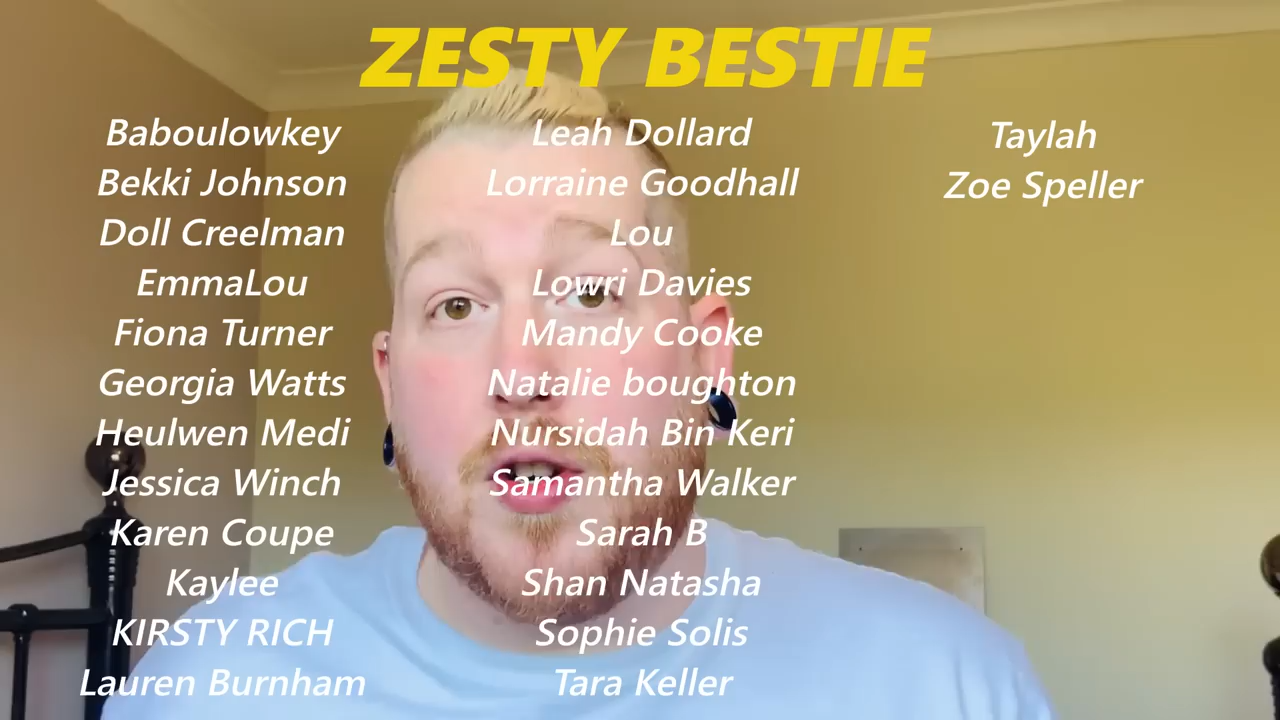 ZESTY BESTIE
Baboulowkey
Bekki Johnson
Doll Creelman
EmmaLou
Fiona Turner
Georgia Watts
Heulwen Medi
Jessica Winch
Karen Coupe
Kaylee
KIRSTY RICH
Lauren Burnham
Leah Dollard
Lorraine Goodhall
Lou
Lowri Davies
Mandy Cooke
Natalie boughton
Nursidah Bin Keri
Samantha Walker
Sarah B
Shan Natasha
Sophie Solis
Tara Keller
Taylah
Zoe Speller